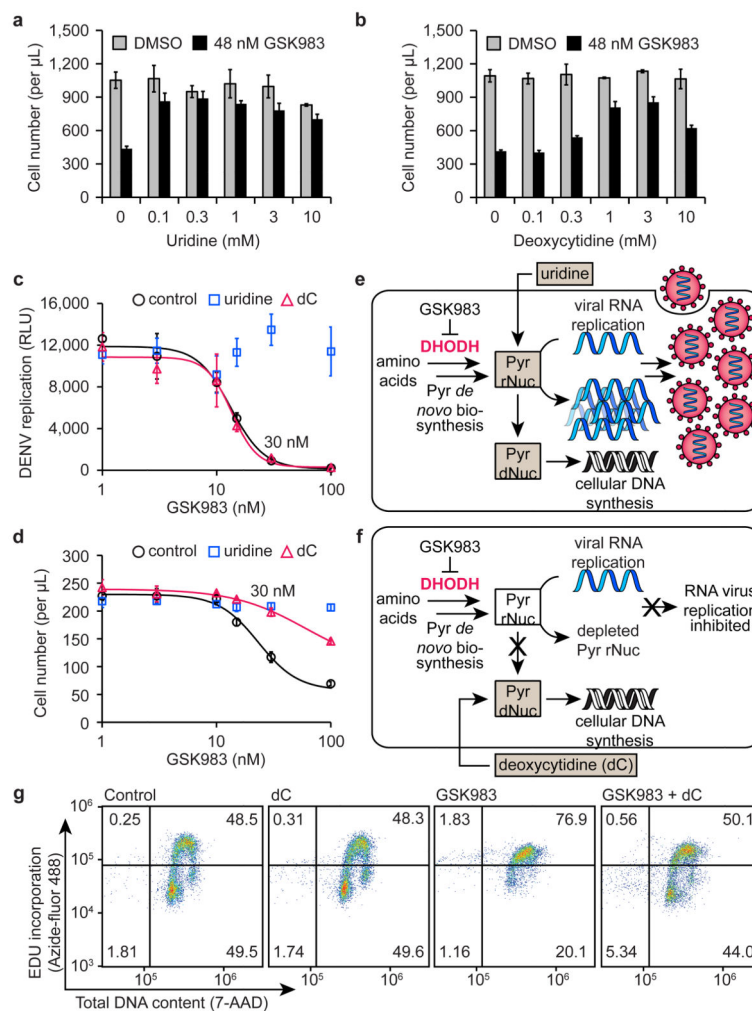 a
DMSO 48 nM GSK983
Cell number (per µL)
1,200
900
600
300
0
0 0.1 0.3 1 3 10
Uridine (mM)
b
DMSO 48 nM GSK983
Cell number (per µL)
1,500
1,200
900
600
300
0
0 0.1 0.3 1 3 10
Deoxycytidine (mM)
c
control uridine dC
DENV replication (RLU)
16,000
12,000
8,000
4,000
0
30 nM
1 10 100
GSK983 (nM)
d
control uridine dC
Cell number (per µL)
300
250
200
150
100
50
0
30 nM
1 10 100
GSK983 (nM)
e
uridine
GSK983
DHODH
amino
acids
Pyr de
novo bio-
synthesis
Pyr
rNuc
Pyr
dNuc
viral RNA
replication
cellular DNA
synthesis
f
GSK983
DHODH
amino
acids
Pyr de
novo bio-
synthesis
Pyr
rNuc
Pyr
dNuc
viral RNA
replication
depleted
Pyr rNuc
RNA virus
replication
inhibited
cellular DNA
synthesis
deoxycytidine (dC)
g
Control dC GSK983 GSK983 + dC
EDU incorporation
(Azide-fluor 488)
10⁶
10⁵
10⁴
10³
0.25 48.5 0.31 48.3 1.83 76.9 0.56 50.1
1.81 49.5 1.74 49.6 1.16 20.1 5.34 44.0
10⁵ 10⁶ 10⁵ 10⁶ 10⁵ 10⁶ 10⁵ 10⁶
Total DNA content (7-AAD)